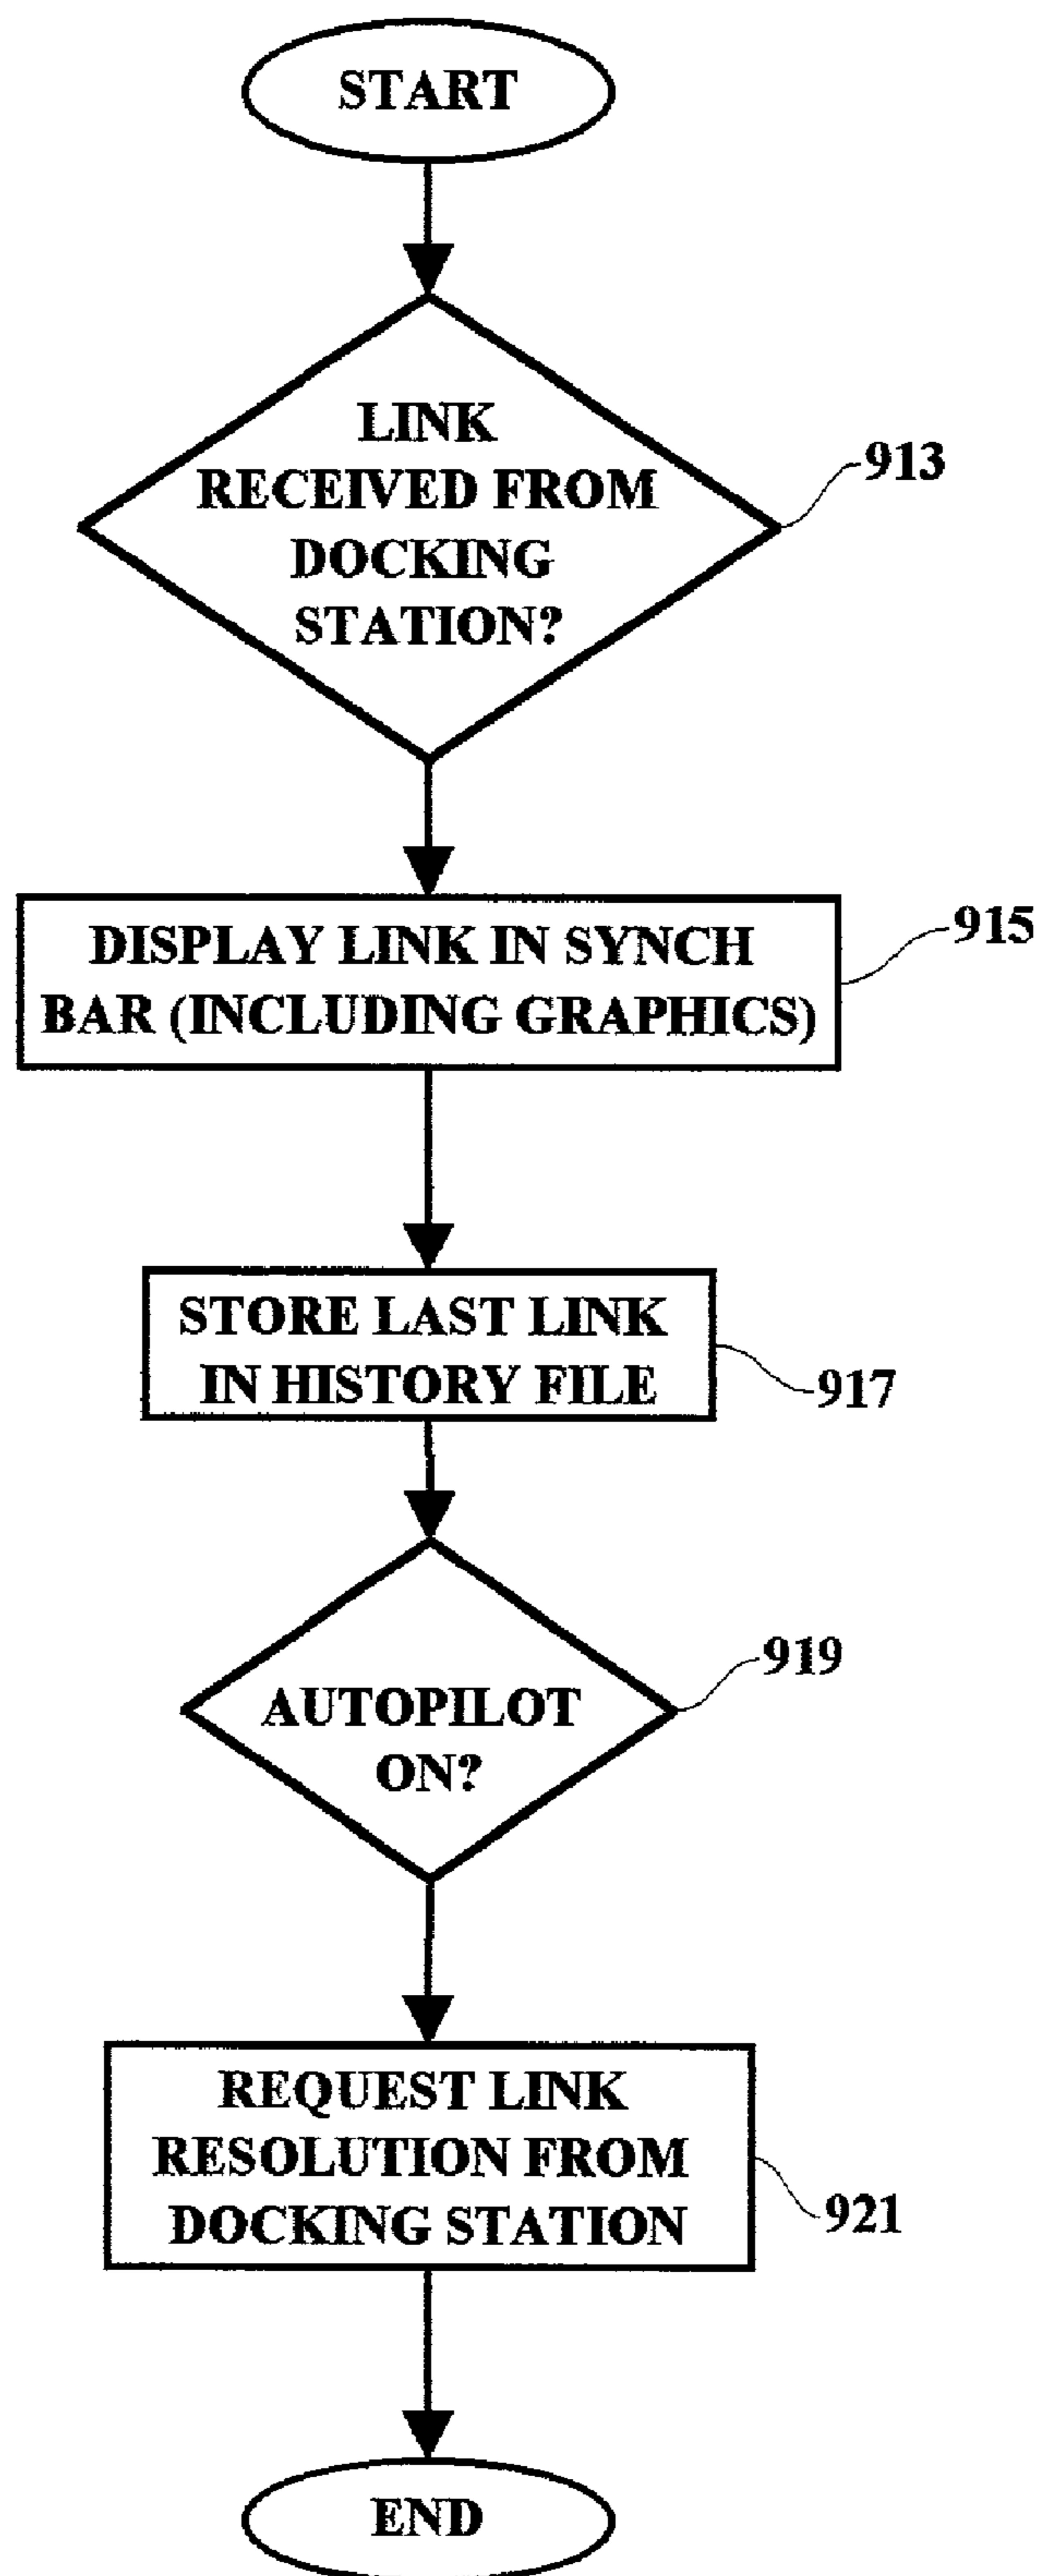 START
LINK
RECEIVED FROM
DOCKING
STATION?
913
DISPLAY LINK IN SYNCH
BAR (INCLUDING GRAPHICS)
915
STORE LAST LINK
IN HISTORY FILE
917
AUTOPILOT
ON?
919
REQUEST LINK
RESOLUTION FROM
DOCKING STATION
921
END